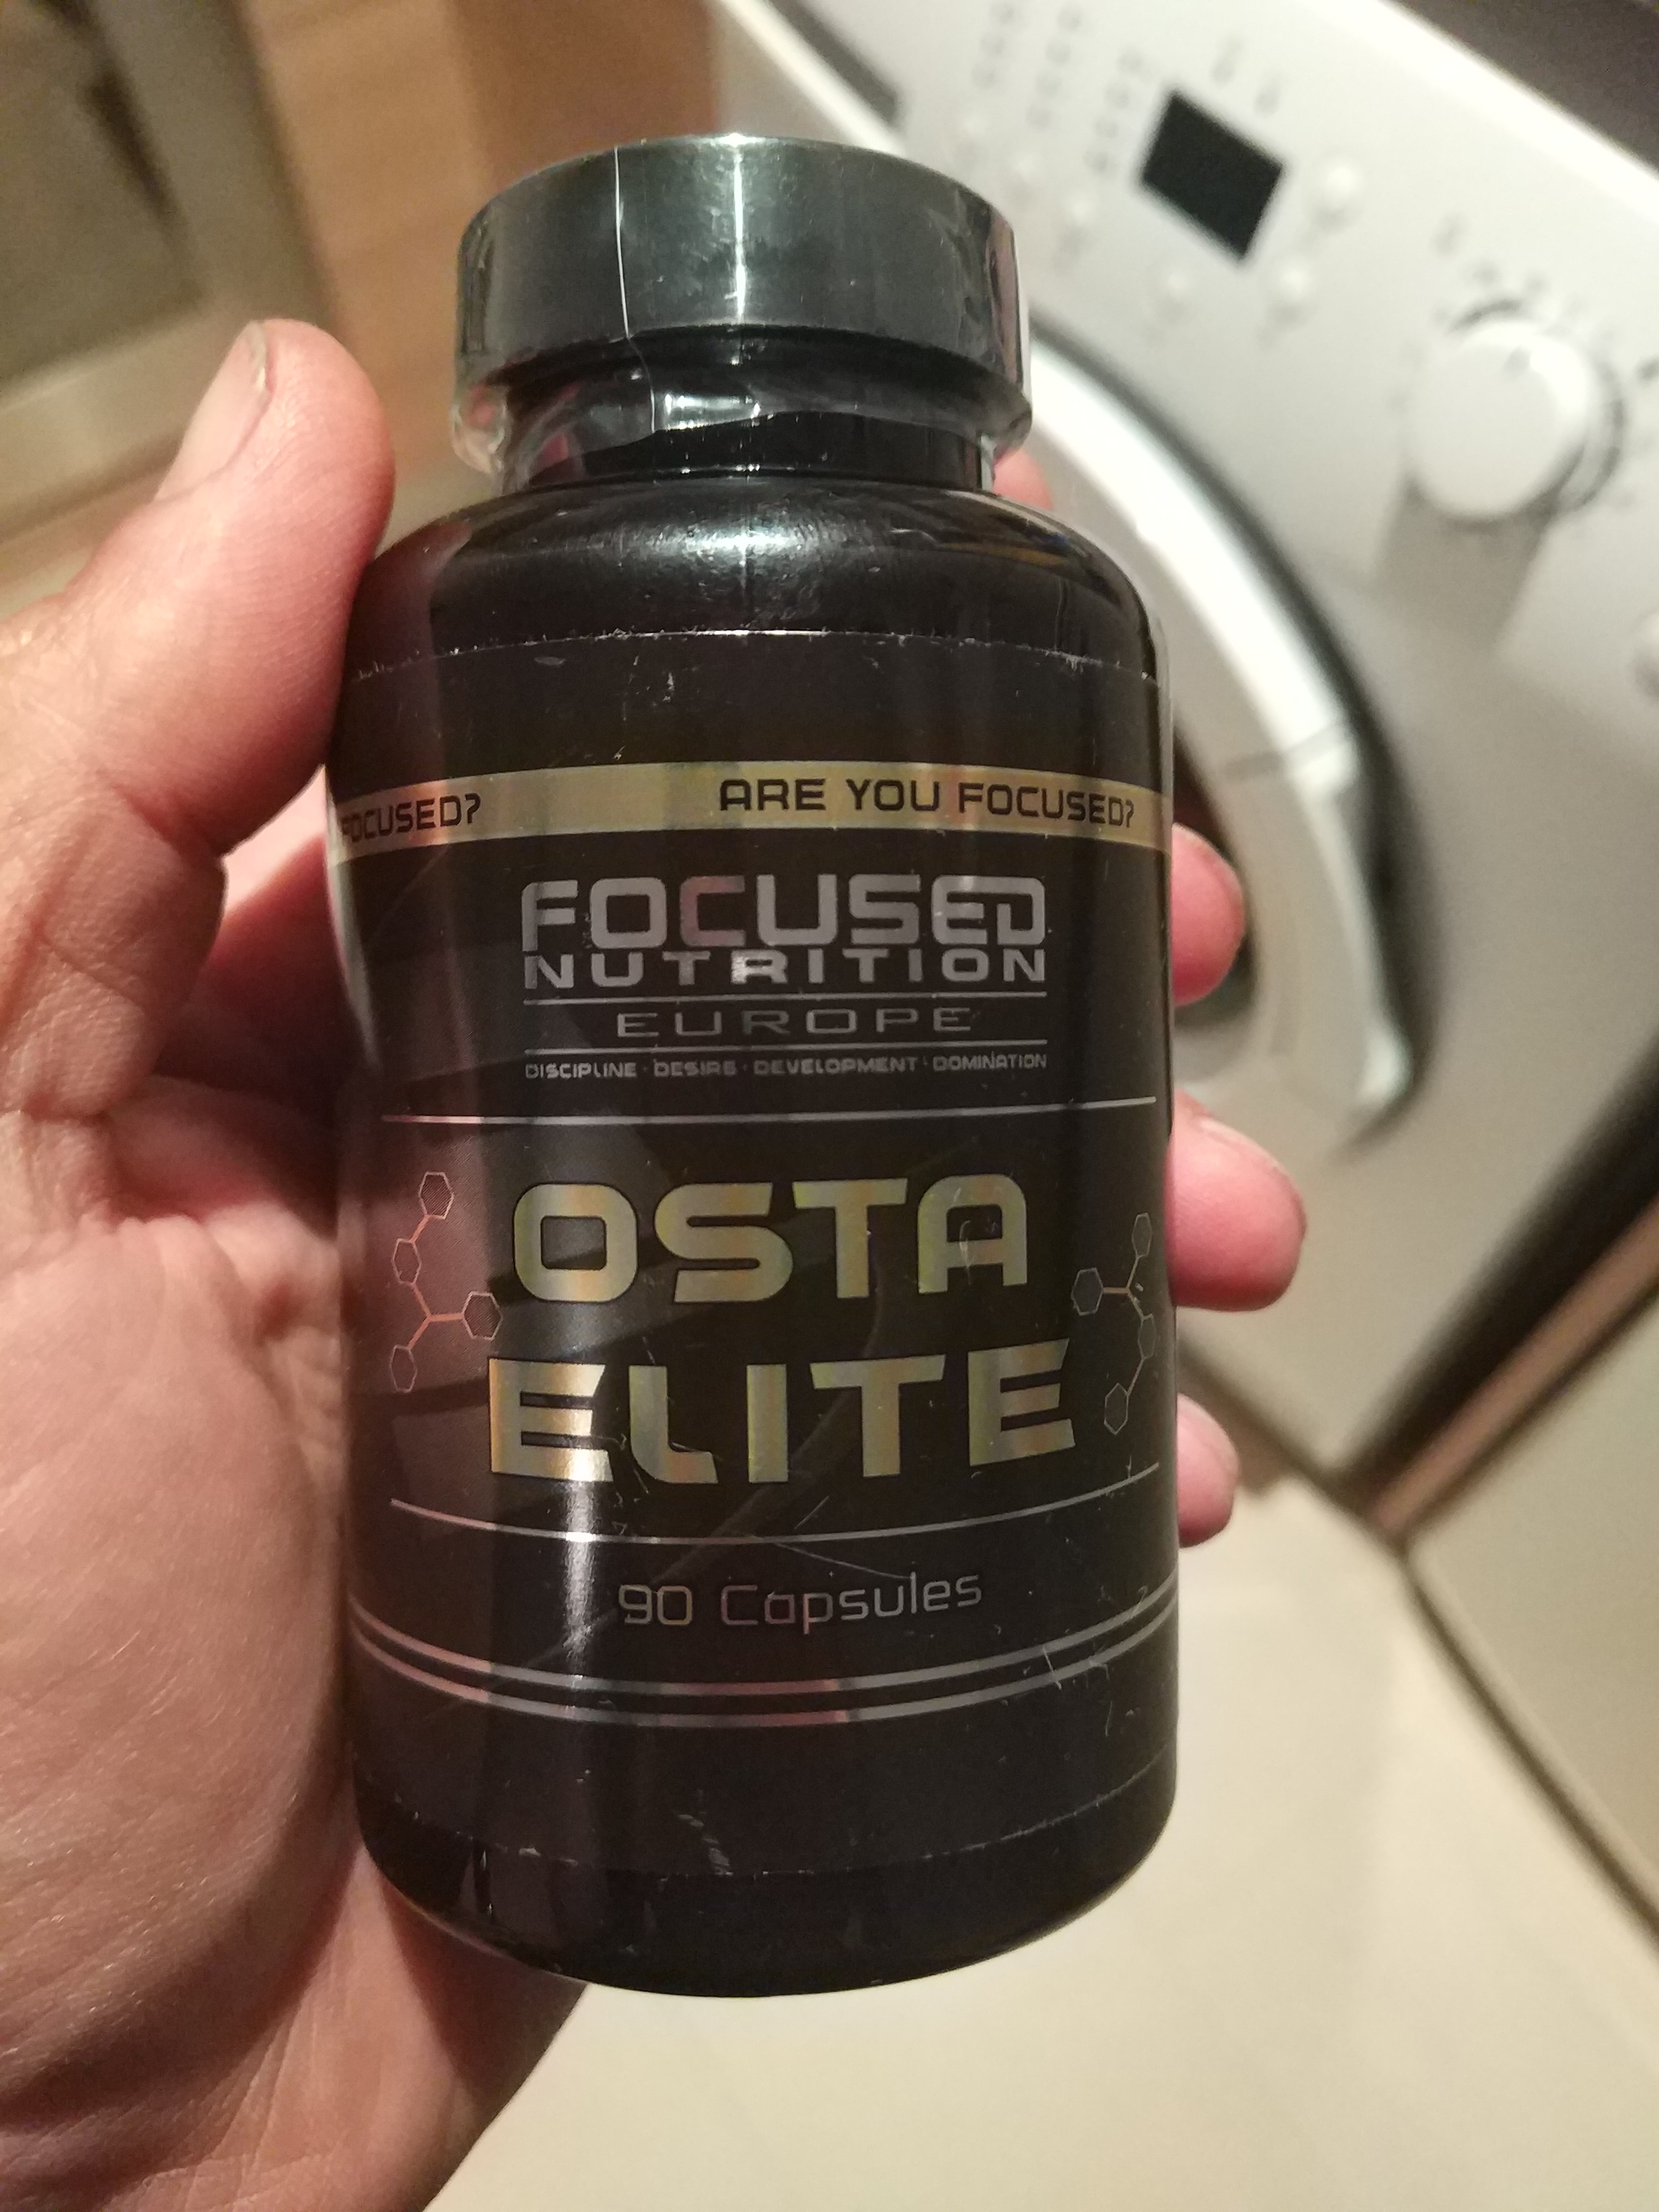 FOCUSED?
ARE YOU FOCUSED?
FOCUSED
NUTRITION
EUROPE
DISCIPLINE · DESIRE · DEVELOPMENT · DOMINATION
OSTA
ELITE
90 Capsules